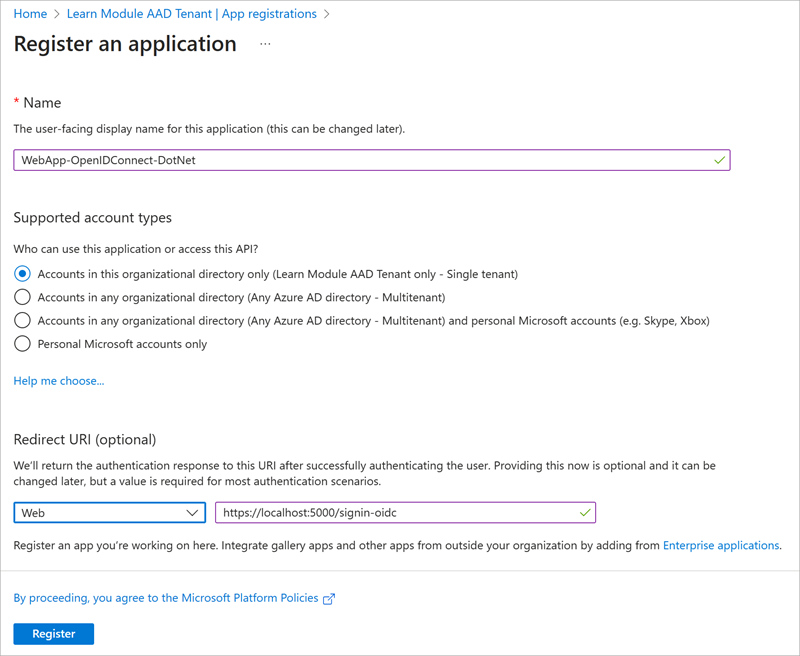 Home > Learn Module AAD Tenant | App registrations >
Register an application ...
* Name
The user-facing display name for this application (this can be changed later).
WebApp-OpenIDConnect-DotNet
Supported account types
Who can use this application or access this API?
Accounts in this organizational directory only (Learn Module AAD Tenant only - Single tenant)
Accounts in any organizational directory (Any Azure AD directory - Multitenant)
Accounts in any organizational directory (Any Azure AD directory - Multitenant) and personal Microsoft accounts (e.g. Skype, Xbox)
Personal Microsoft accounts only
Help me choose...
Redirect URI (optional)
We'll return the authentication response to this URI after successfully authenticating the user. Providing this now is optional and it can be
changed later, but a value is required for most authentication scenarios.
Web https://localhost:5000/signin-oidc
Register an app you're working on here. Integrate gallery apps and other apps from outside your organization by adding from Enterprise applications.
By proceeding, you agree to the Microsoft Platform Policies
Register